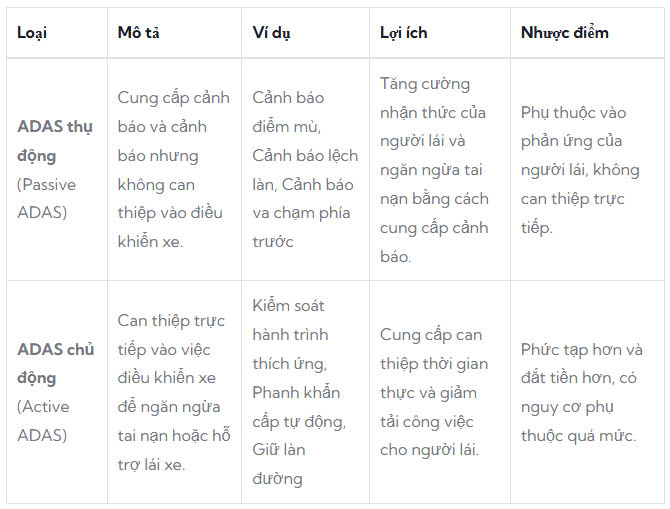 Loại
Mô tả
Ví dụ
Lợi ích
Nhược điểm
ADAS thụ
động
(Passive
ADAS)
Cung cấp cảnh
báo và cảnh
báo nhưng
không can
thiệp vào điều
khiển xe.
Cảnh báo
điểm mù,
Cảnh báo lệch
làn, Cảnh báo
va chạm phía
trước
Tăng cường
nhận thức của
người lái và
ngăn ngừa tai
nạn bằng cách
cung cấp cảnh
báo.
Phụ thuộc vào
phản ứng của
người lái, không
can thiệp trực
tiếp.
ADAS chủ
động
(Active
ADAS)
Can thiệp trực
tiếp vào việc
điều khiển xe
để ngăn ngừa
tai nạn hoặc hỗ
trợ lái xe.
Kiểm soát
hành trình
thích ứng,
Phanh khẩn
cấp tự động,
Giữ làn
đường
Cung cấp can
thiệp thời gian
thực và giảm
tải công việc
cho người lái.
Phức tạp hơn và
đắt tiền hơn, có
nguy cơ phụ
thuộc quá mức.